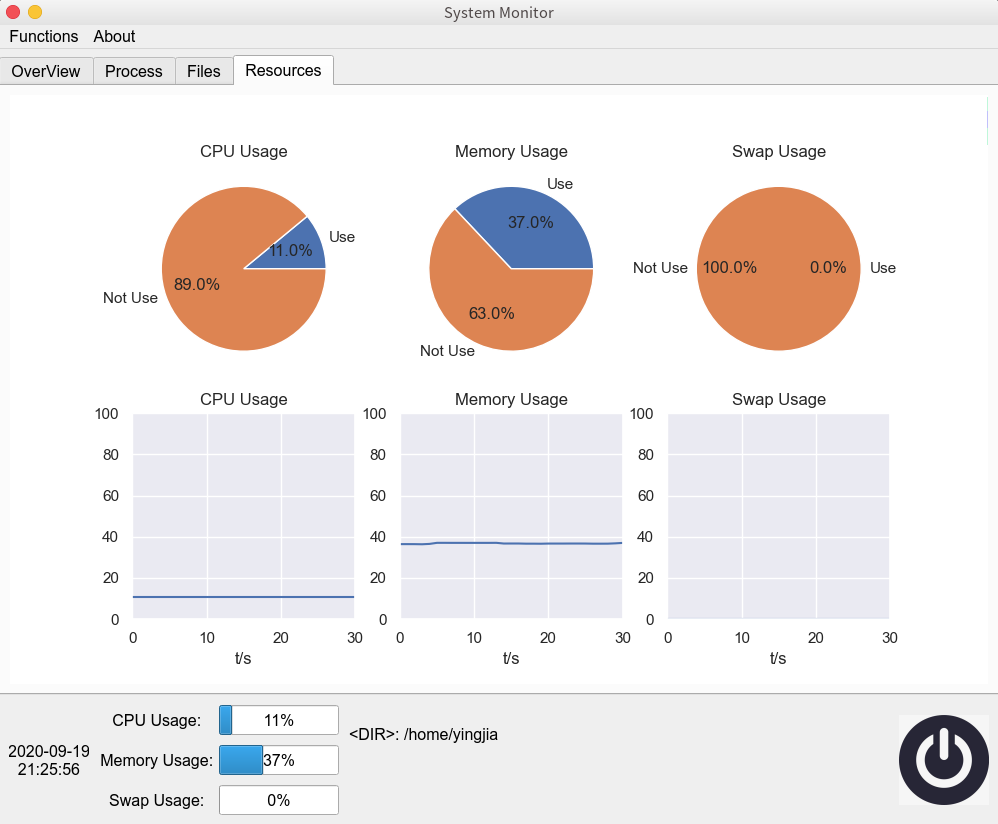 System Monitor
Functions About
OverView Process Files Resources
CPU Usage Memory Usage Swap Usage
Use
Use
37.0%
11.0%
Not Use 100.0% 0.0% Use
89.0%
Not Use
63.0%
Not Use
CPU Usage Memory Usage Swap Usage
100 100 100
80 80 80
60 60 60
40 40 40
20 20 20
0 0 0
0 10 20 30 0 10 20 30 0 10 20 30
t/s t/s t/s
CPU Usage: 11%
<DIR>: /home/yingjia
2020-09-19
21:25:56
Memory Usage: 37%
Swap Usage: 0%